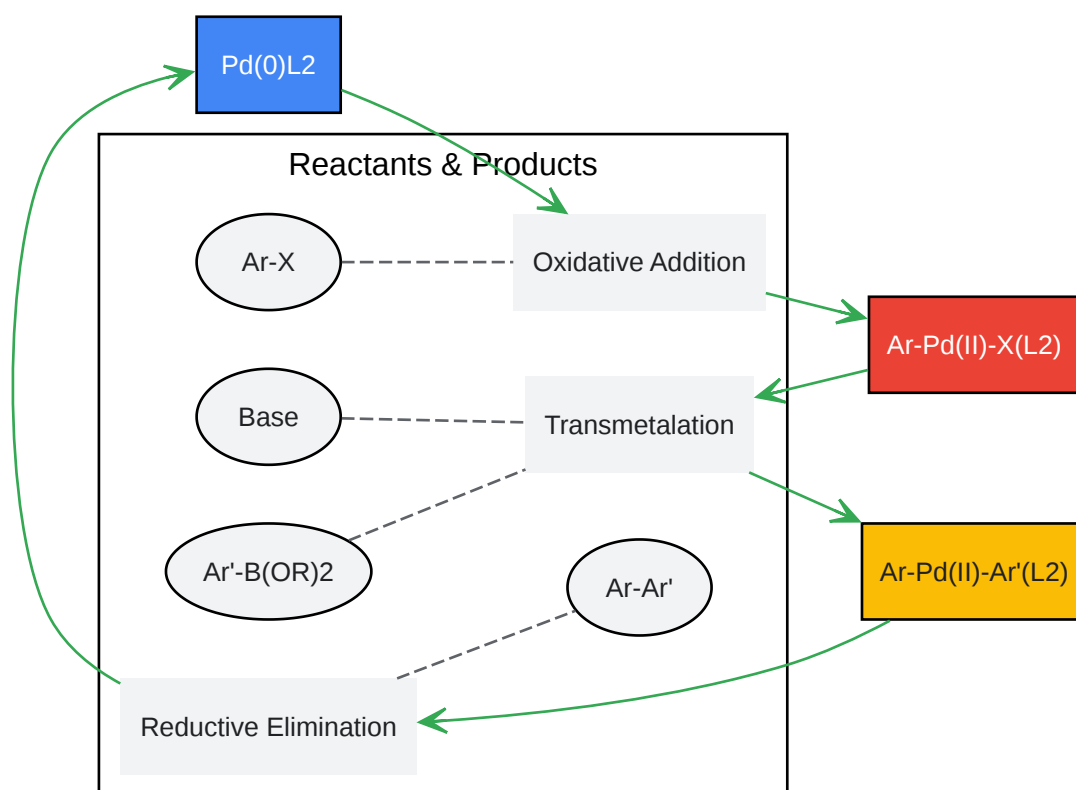 Pd(0)L2
Reactants & Products
Ar-X
Oxidative Addition
Ar-Pd(II)-X(L2)
Base
Transmetalation
Ar'-B(OR)2
Ar-Ar'
Ar-Pd(II)-Ar'(L2)
Reductive Elimination